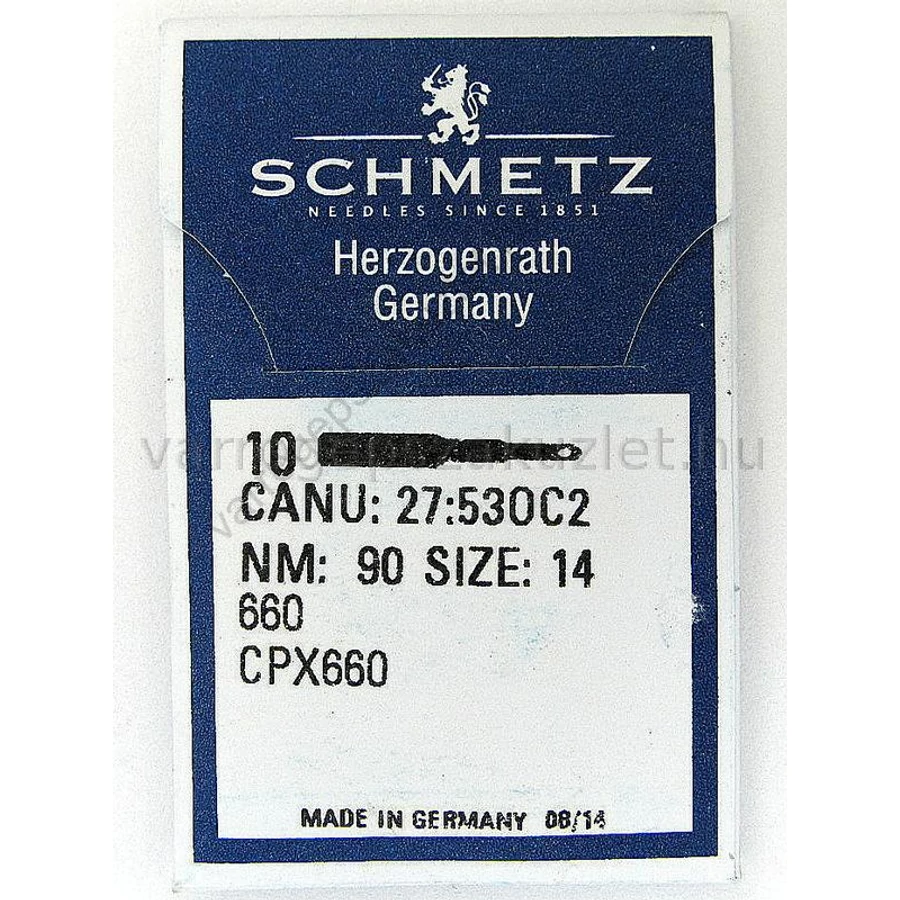 SCHMETZ
NEEDLES SINCE 1851
Herzogenrath
Germany
10
CANU: 27:530C2
NM: 90 SIZE: 14
660
CPX660
MADE IN GERMANY 08/14